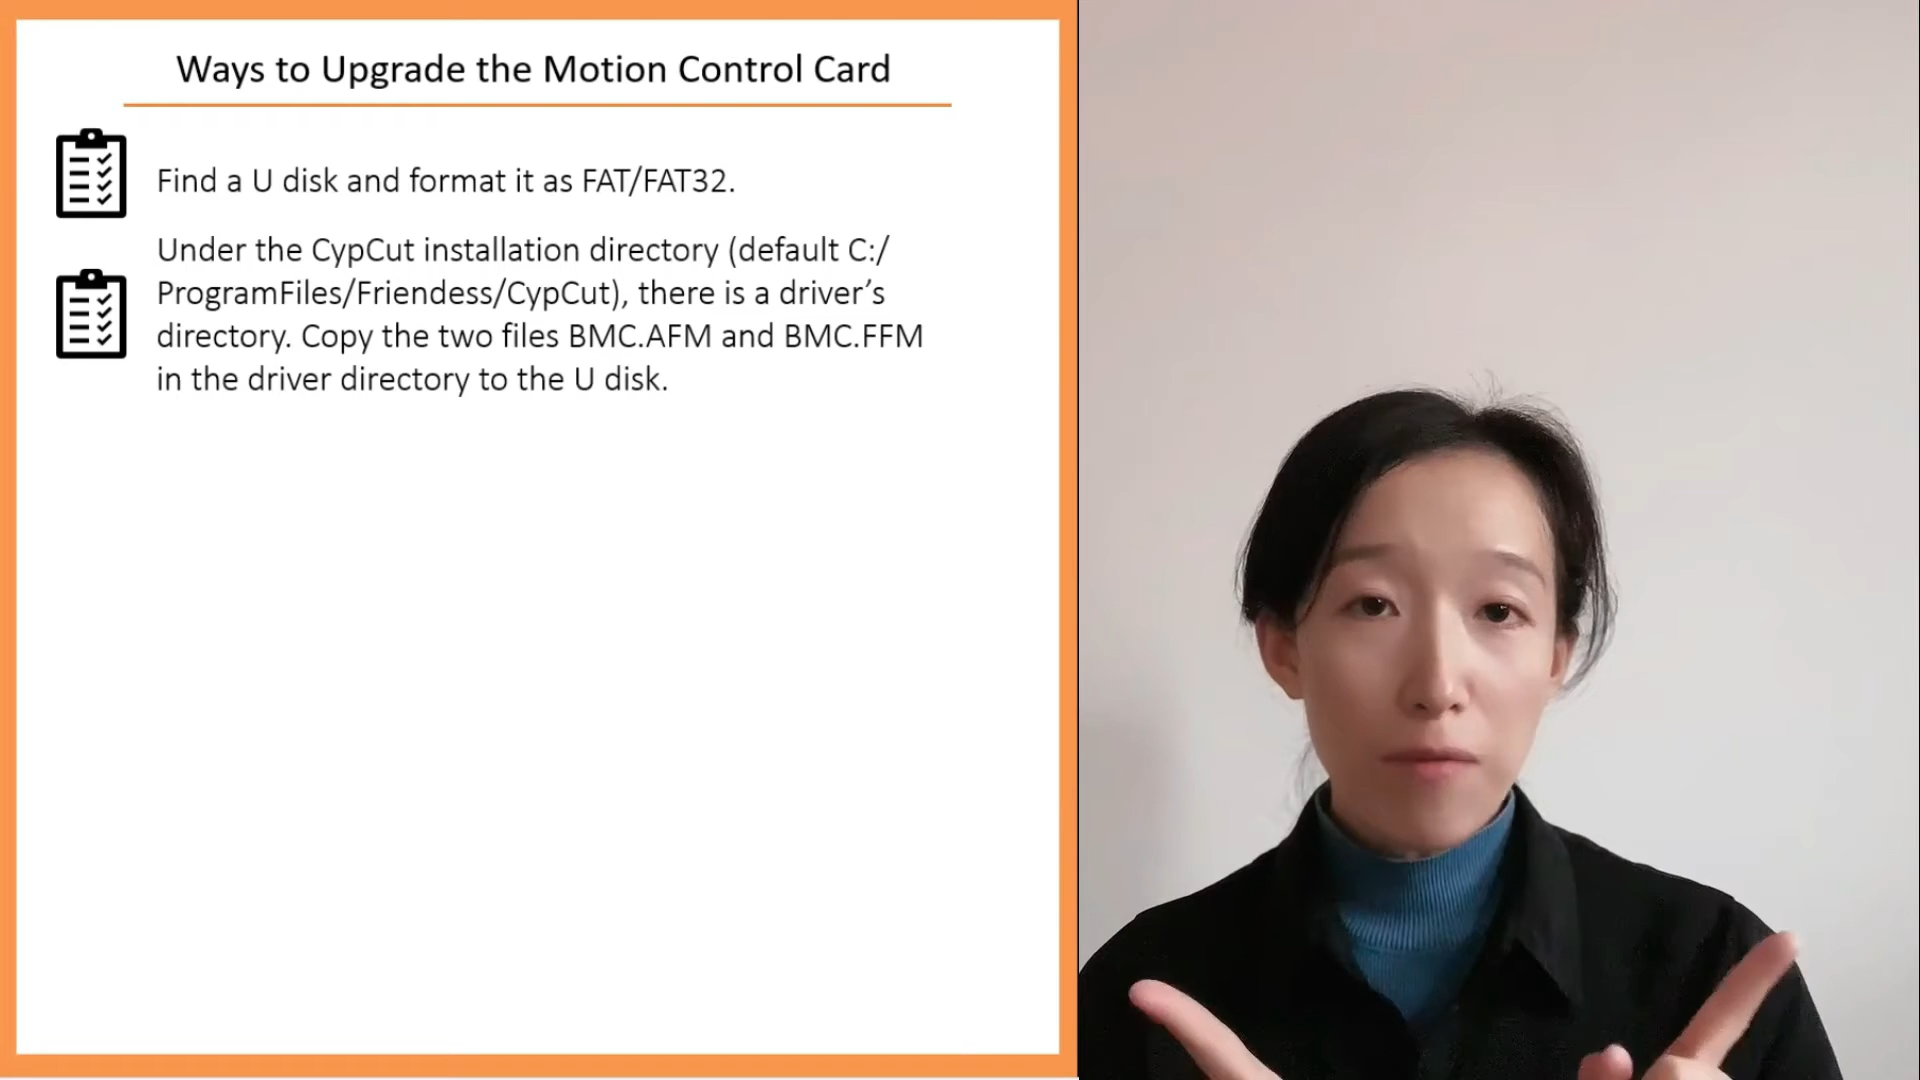 Ways to Upgrade the Motion Control Card
Find a U disk and format it as FAT/FAT32.
Under the CypCut installation directory (default C:/
ProgramFiles/Friendess/CypCut), there is a driver’s
directory. Copy the two files BMC.AFM and BMC.FFM
in the driver directory to the U disk.